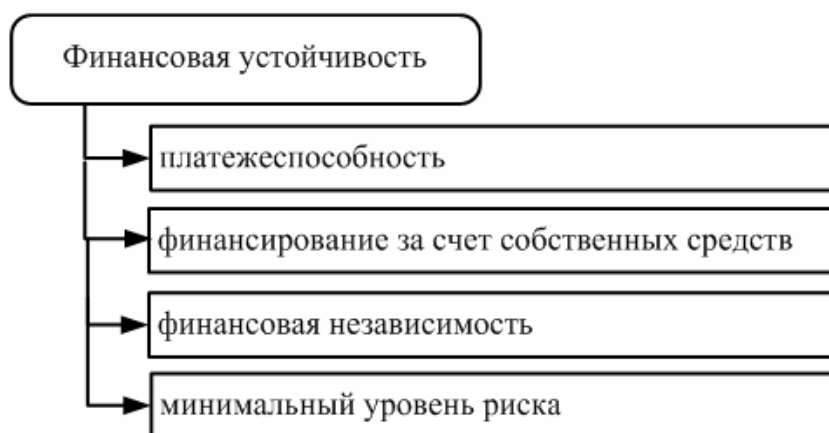 Финансовая устойчивость
платежеспособность
финансирование за счет собственных средств
финансовая независимость
минимальный уровень риска